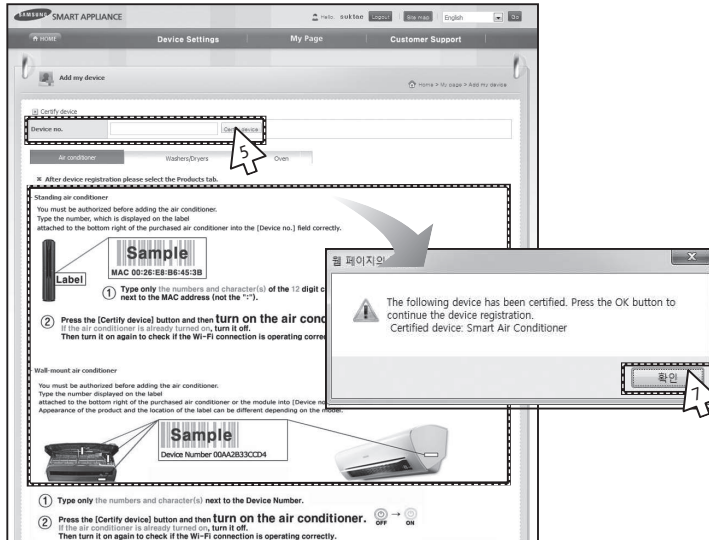 SAMSUNG SMART APPLIANCE
Hello. suktae Logout Site map English Go
HOME Device Settings My Page Customer Support
Add my device
Home > My page > Add my device
Certify device
Device no. Certify device
5
Air conditioner Washers/Dryers Oven
※ After device registration please select the Products tab.
Standing air conditioner
You must be authorized before adding the air conditioner.
Type the number, which is displayed on the label
attached to the bottom right of the purchased air conditioner into the [Device no.] field correctly.
Label
Sample
MAC 00:26:E8:B6:45:3B
① Type only the numbers and character(s) of the 12 digit
next to the MAC address (not the ":").
② Press the [Certify device] button and then turn on the air
If the air conditioner is already turned on, turn it off.
Then turn it on again to check if the Wi-Fi connection is operating
웹 페이지의
X
The following device has been certified. Press the OK button to
continue the device registration.
Certified device: Smart Air Conditioner
확인
7
Wall-mount air conditioner
You must be authorized before adding the air conditioner.
Type the number displayed on the label
attached to the bottom right of the purchased air conditioner or the module into [Device
Appearance of the product and the location of the label can be different depending on the model.
Sample
Device Number 00AA2B33CCD4
① Type only the numbers and character(s) next to the Device Number.
② Press the [Certify device] button and then turn on the air conditioner. OFF → ON
If the air conditioner is already turned on, turn it off.
Then turn it on again to check if the Wi-Fi connection is operating correctly.